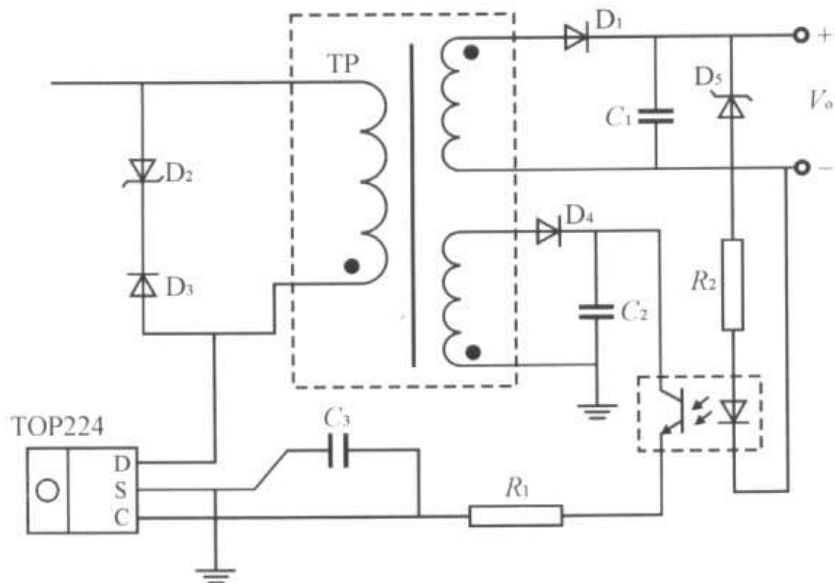 TP
D₁
+
D₅
Vₒ
C₁
−
D₂
D₄
D₃
R₂
C₂
TOP224
C₃
D
S
C
R₁